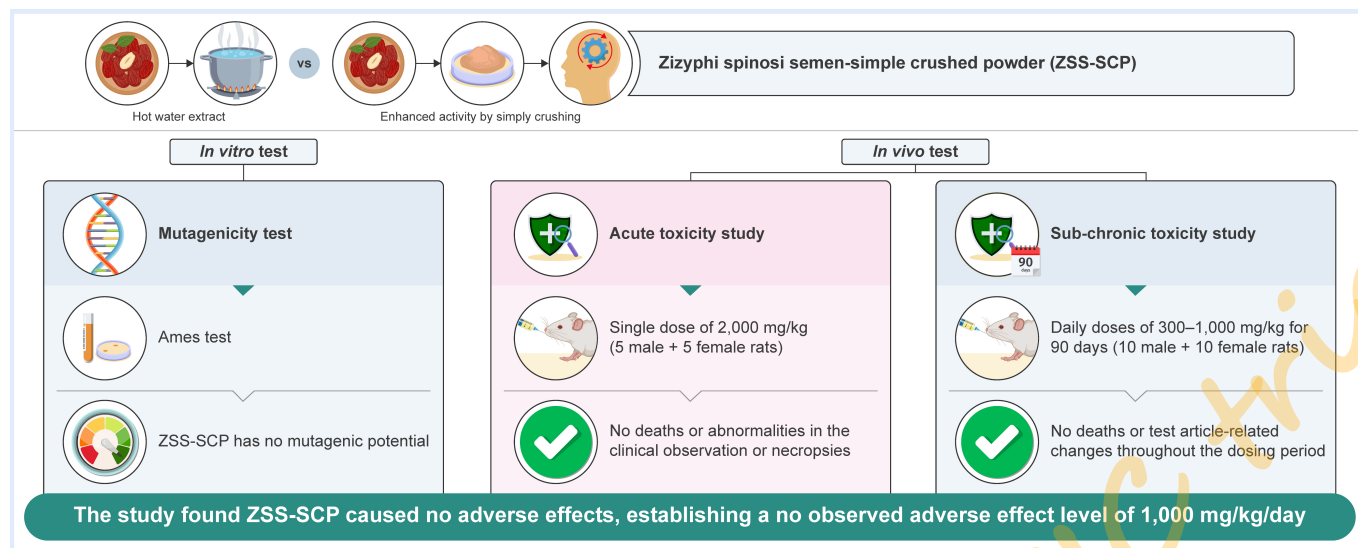 vs
Zizyphi spinosi semen-simple crushed powder (ZSS-SCP)
Hot water extract
Enhanced activity by simply crushing
In vitro test
In vivo test
Mutagenicity test
Ames test
ZSS-SCP has no mutagenic potential
Acute toxicity study
Single dose of 2,000 mg/kg
(5 male + 5 female rats)
No deaths or abnormalities in the
clinical observation or necropsies
90
days
Sub-chronic toxicity study
Daily doses of 300–1,000 mg/kg for
90 days (10 male + 10 female rats)
No deaths or test article-related
changes throughout the dosing period
The study found ZSS-SCP caused no adverse effects, establishing a no observed adverse effect level of 1,000 mg/kg/day